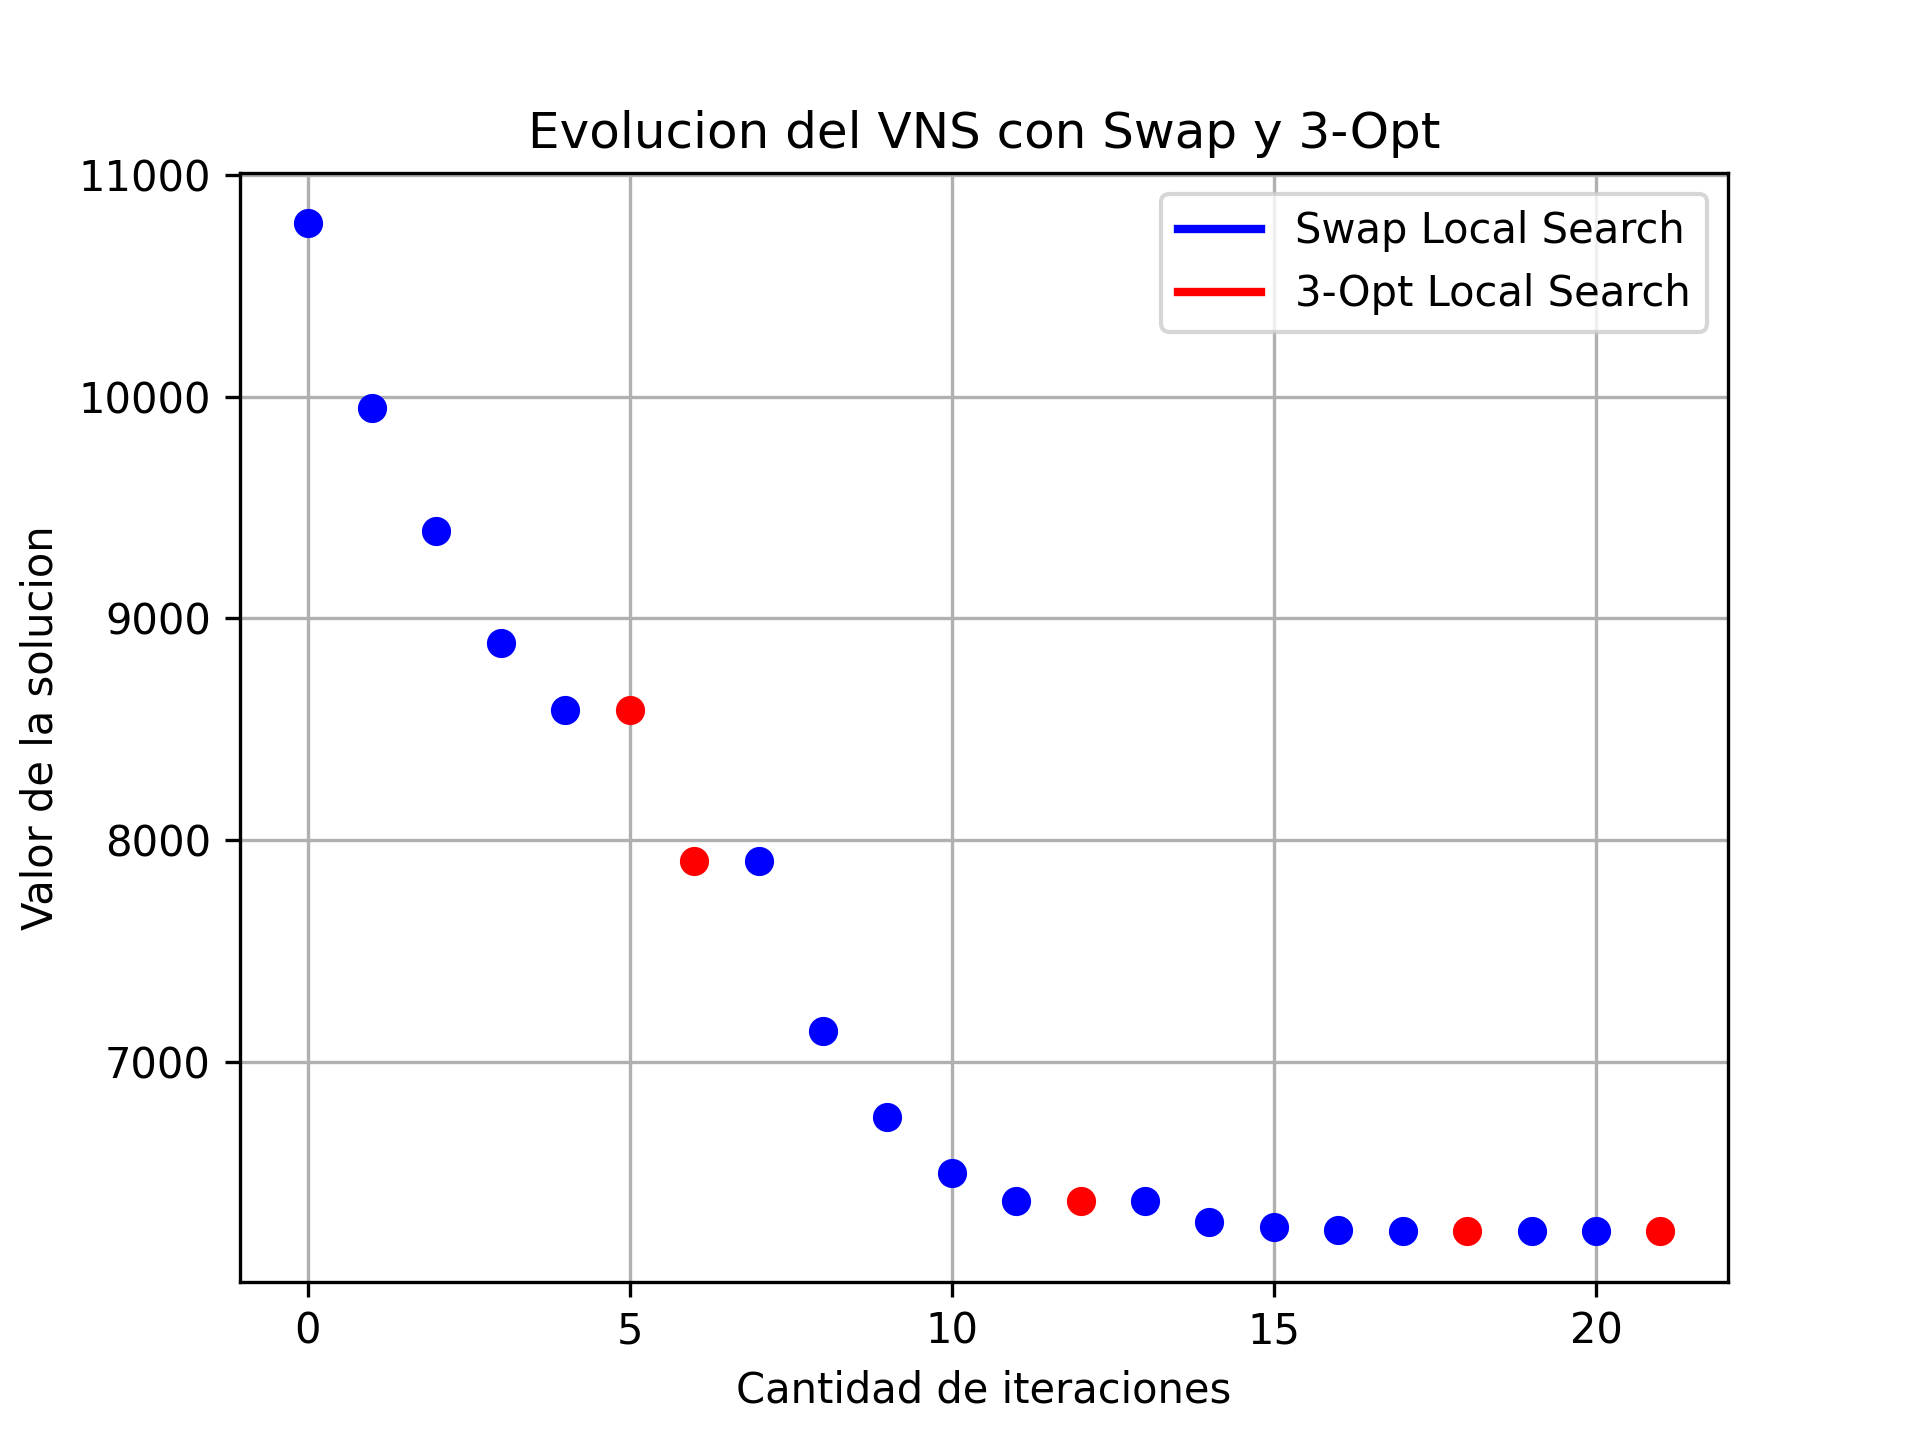 Evolucion del VNS con Swap y 3-Opt
Swap Local Search
3-Opt Local Search
Valor de la solucion
11000
10000
9000
8000
7000
0 5 10 15 20
Cantidad de iteraciones